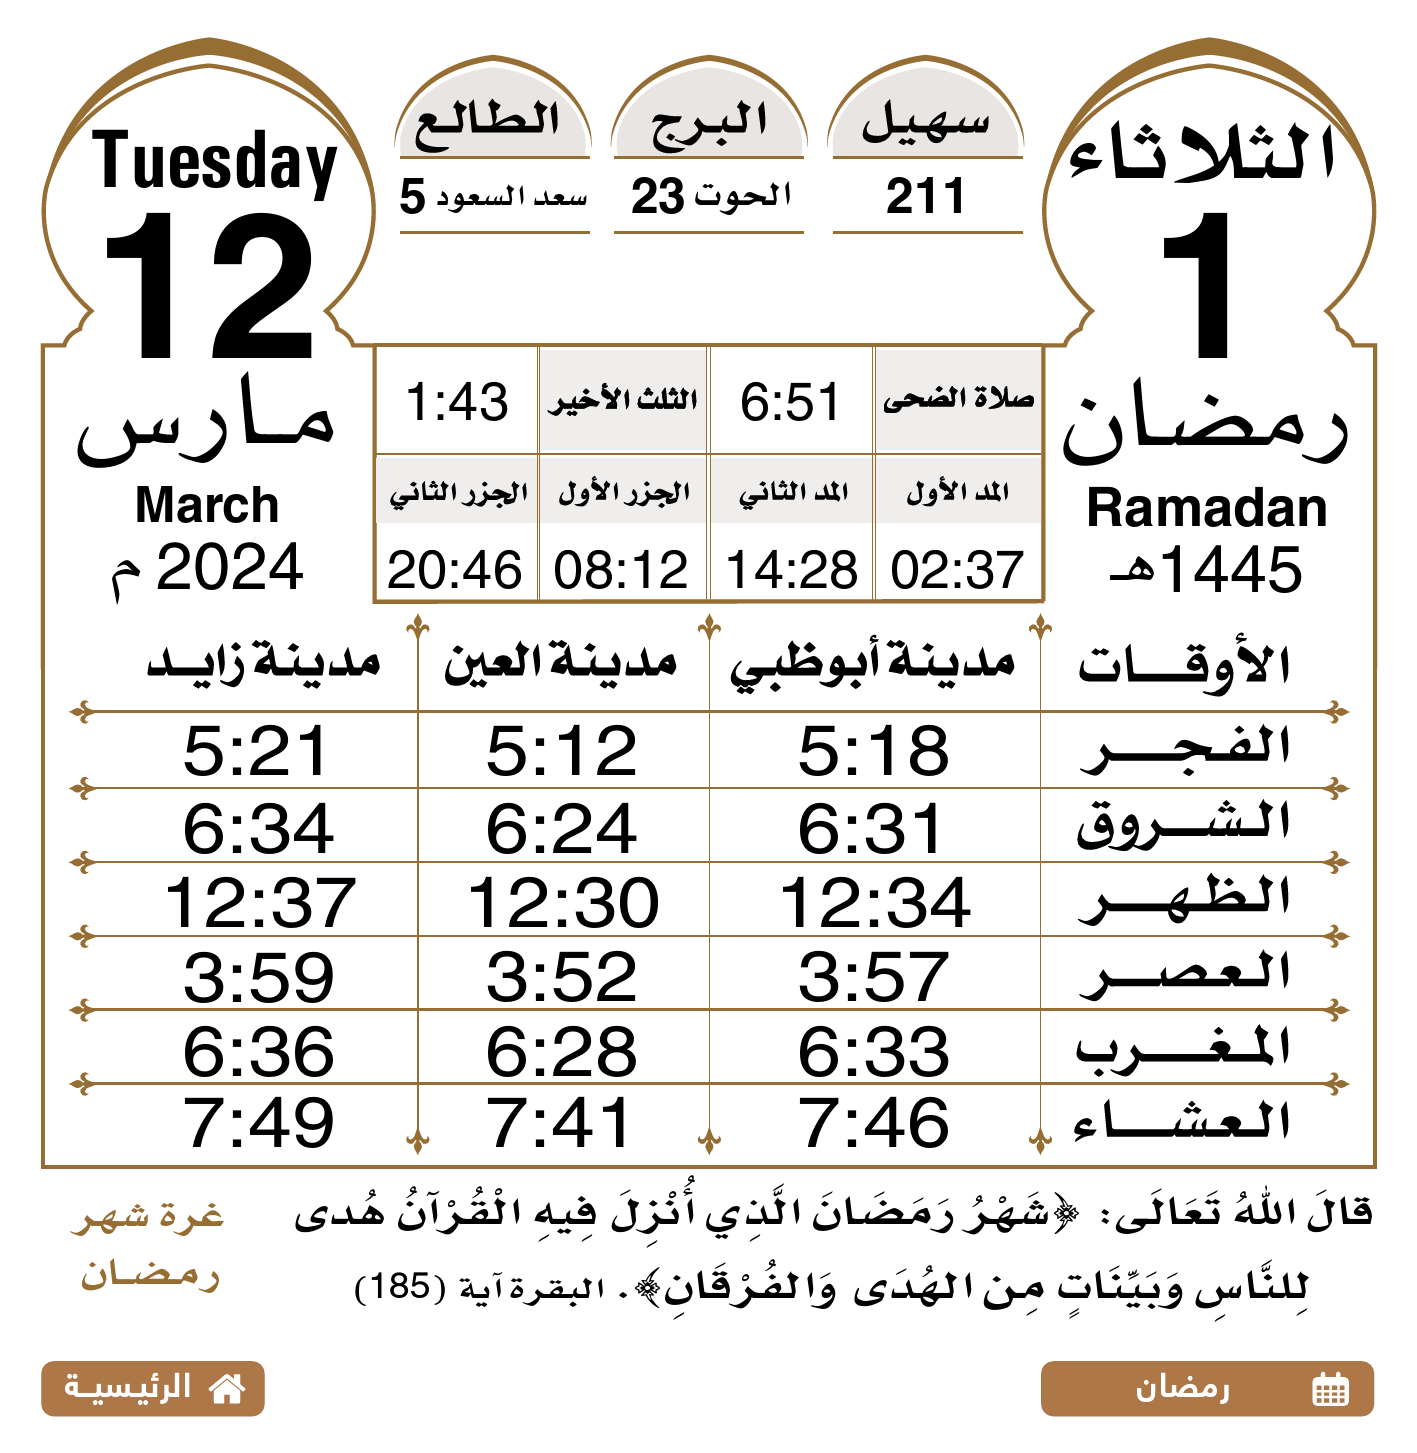 الثلاثاء
1
رمضان
Ramadan
1445هـ
سهيل
211
البرج
الحوت 23
الطالع
سعد السعود 5
Tuesday
12
مارس
March
2024 م
صلاة الضحى 6:51 الثلث الأخير 1:43
المد الأول المد الثاني الجزر الأول الجزر الثاني
02:37 14:28 08:12 20:46
الأوقات مدينة أبوظبي مدينة العين مدينة زايد
الفجر 5:18 5:12 5:21
الشروق 6:31 6:24 6:34
الظهر 12:34 12:30 12:37
العصر 3:57 3:52 3:59
المغرب 6:33 6:28 6:36
العشاء 7:46 7:41 7:49
قالَ اللهُ تَعَالَى: ﴿شَهْرُ رَمَضَانَ الَّذِي أُنْزِلَ فِيهِ الْقُرْآنُ هُدى
لِلنَّاسِ وَبَيِّنَاتٍ مِن الهُدَى وَالفُرْقَانِ﴾. البقرة آية (185)
غرة شهر
رمضان
رمضان
الرئيسية